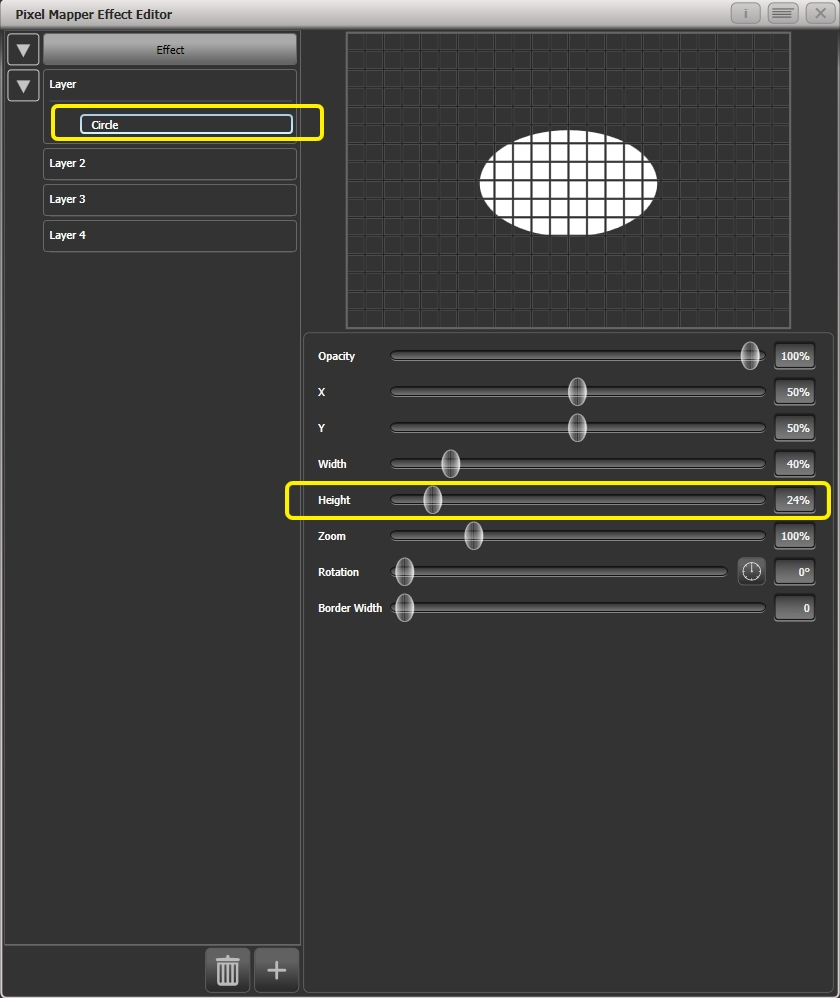 Pixel Mapper Effect Editor
i
Effect
Layer
Circle
Layer 2
Layer 3
Layer 4
Opacity 100%
X 50%
Y 50%
Width 40%
Height 24%
Zoom 100%
Rotation 0°
Border Width 0